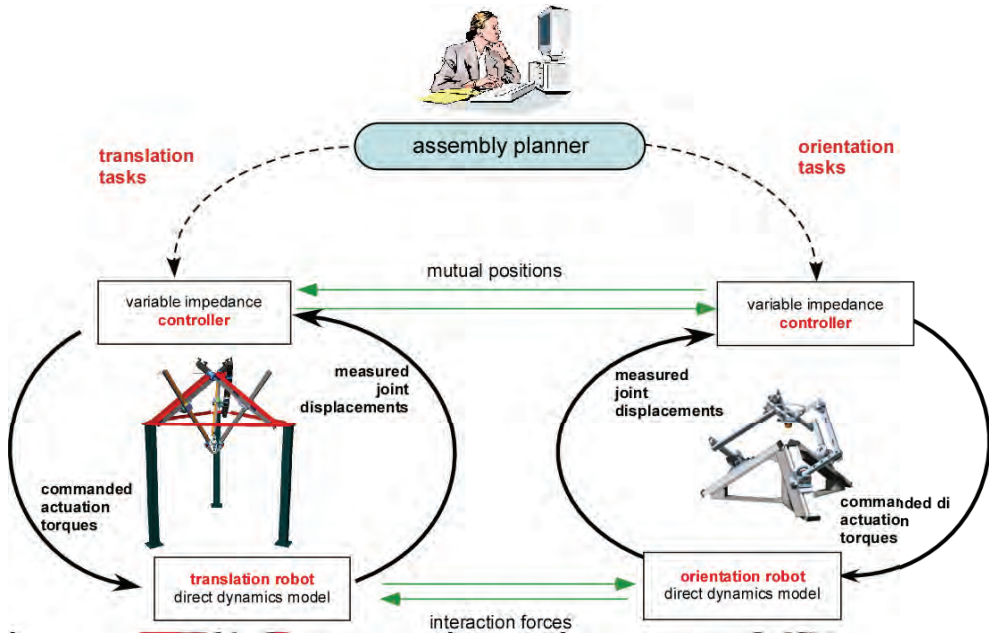 assembly planner
translation
tasks
orientation
tasks
mutual positions
variable impedance
controller
variable impedance
controller
measured
joint
displacements
measured
joint
displacements
commanded
actuation
torques
commanded di
actuation
torques
translation robot
direct dynamics model
orientation robot
direct dynamics model
interaction forces